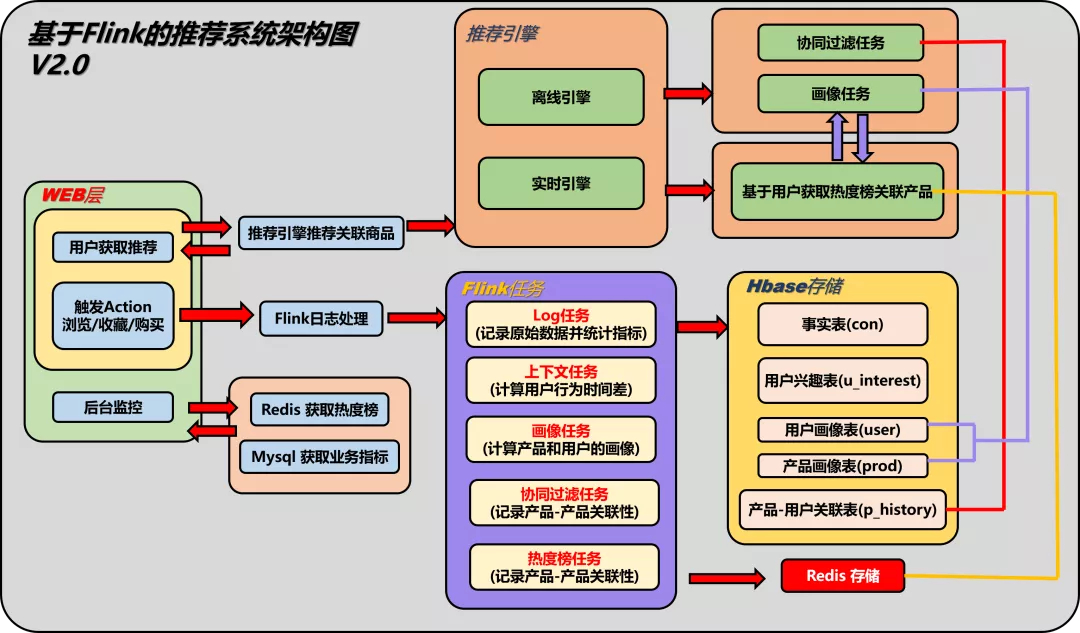 基于Flink的推荐系统架构图
V2.0
推荐引擎
离线引擎
实时引擎
协同过滤任务
画像任务
基于用户获取热度榜关联产品
WEB层
用户获取推荐
触发Action
浏览/收藏/购买
后台监控
推荐引擎推荐关联商品
Flink日志处理
Redis 获取热度榜
Mysql 获取业务指标
Flink任务
Log任务
(记录原始数据并统计指标)
上下文任务
(计算用户行为时间差)
画像任务
(计算产品和用户的画像)
协同过滤任务
(记录产品-产品关联性)
热度榜任务
(记录产品-产品关联性)
Hbase存储
事实表(con)
用户兴趣表(u_interest)
用户画像表(user)
产品画像表(prod)
产品-用户关联表(p_history)
Redis 存储